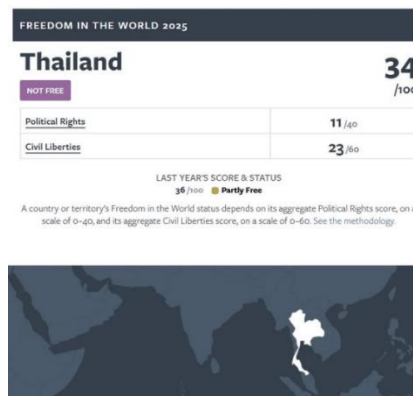 FREEDOM IN THE WORLD 2025
Thailand
34
NOT FREE
/100
Political Rights 11 /40
Civil Liberties 23 /60
LAST YEAR'S SCORE & STATUS
36 /100 Partly Free
A country or territory's Freedom in the World status depends on its aggregate Political Rights score, on a
scale of 0–40, and its aggregate Civil Liberties score, on a scale of 0–60. See the methodology.